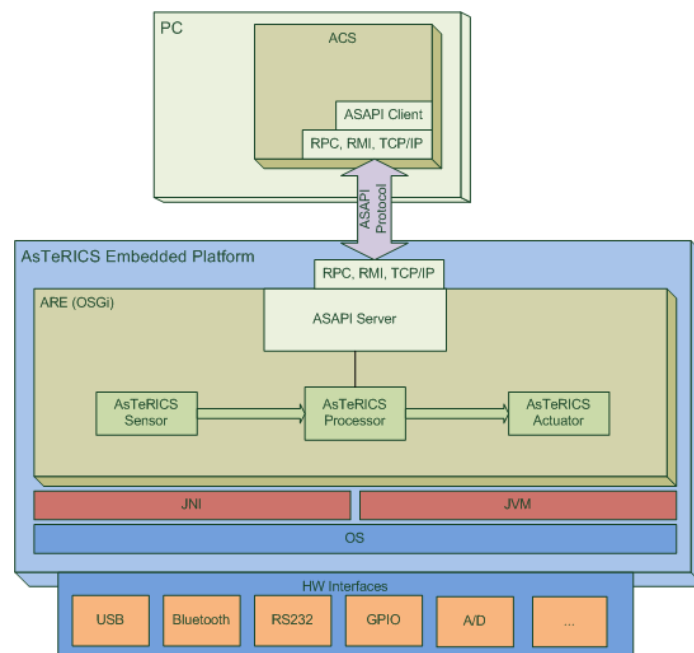 PC
ACS
ASAPI Client
RPC, RMI, TCP/IP
ASAPI
Protocol
AsTeRICS Embedded Platform
RPC, RMI, TCP/IP
ARE (OSGi)
ASAPI Server
AsTeRICS
Sensor
AsTeRICS
Processor
AsTeRICS
Actuator
JNI
JVM
OS
HW Interfaces
USB
Bluetooth
RS232
GPIO
A/D
...